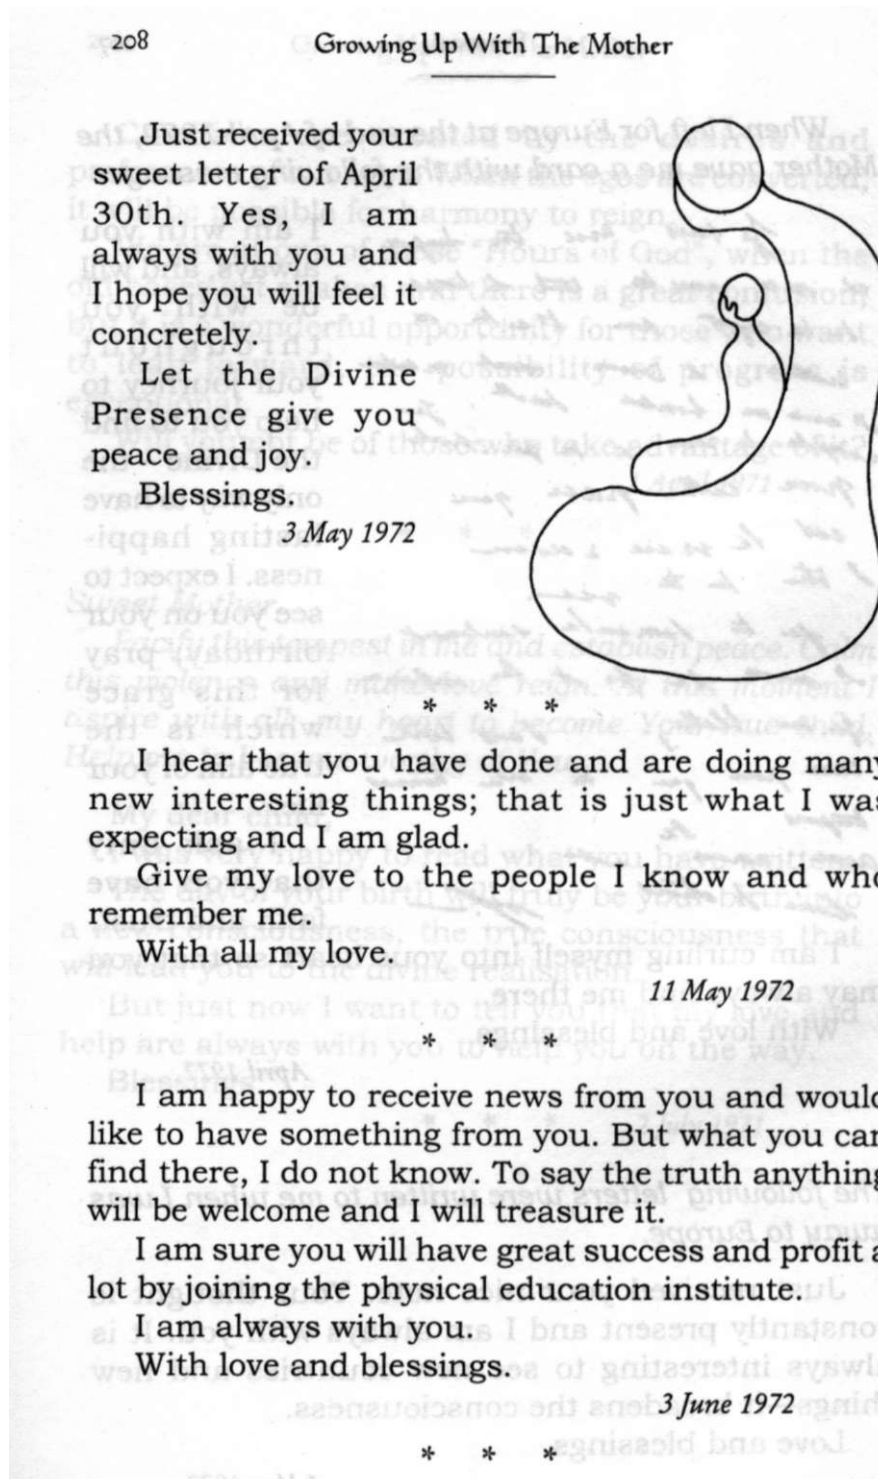 208
Growing Up With The Mother
Just received your
sweet letter of April
30th. Yes, I am
always with you and
I hope you will feel it
concretely.
Let the Divine
Presence give you
peace and joy.
Blessings.
3 May 1972
* * *
I hear that you have done and are doing many
new interesting things; that is just what I was
expecting and I am glad.
Give my love to the people I know and who
remember me.
With all my love.
11 May 1972
* * *
I am happy to receive news from you and would
like to have something from you. But what you can
find there, I do not know. To say the truth anything
will be welcome and I will treasure it.
I am sure you will have great success and profit a
lot by joining the physical education institute.
I am always with you.
With love and blessings.
3 June 1972
* * *